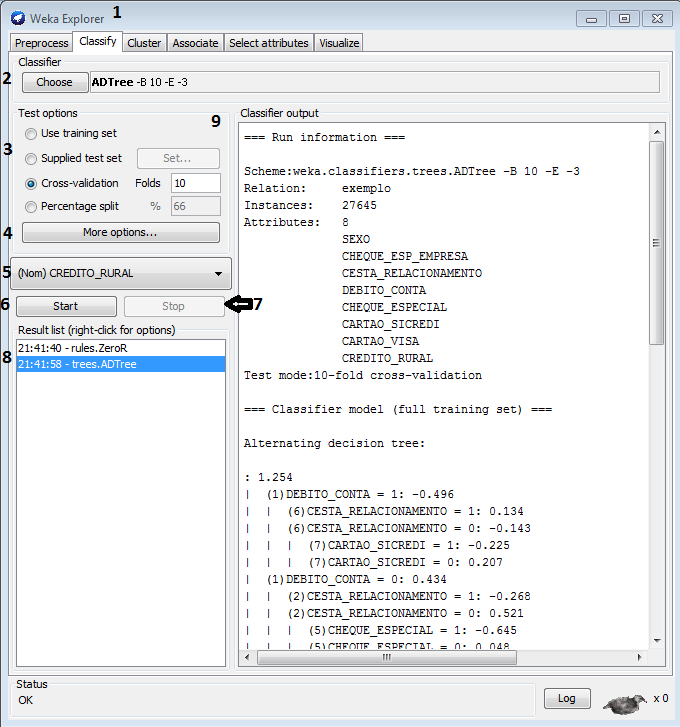 Weka Explorer 1
Preprocess Classify Cluster Associate Select attributes Visualize
Classifier
2 Choose ADTree -B 10 -E -3
Test options 9
Use training set
3 Supplied test set Set...
Cross-validation Folds 10
Percentage split % 66
4 More options...
5 (Nom) CREDITO_RURAL
6 Start Stop 7
Result list (right-click for options)
8 21:41:40 - rules.ZeroR
21:41:58 - trees.ADTree
Classifier output
=== Run information ===
Scheme:weka.classifiers.trees.ADTree -B 10 -E -3
Relation: exemplo
Instances: 27645
Attributes: 8
SEXO
CHEQUE_ESP_EMPRESA
CESTA_RELACIONAMENTO
DEBITO_CONTA
CHEQUE_ESPECIAL
CARTAO_SICREDI
CARTAO_VISA
CREDITO_RURAL
Test mode:10-fold cross-validation
=== Classifier model (full training set) ===
Alternating decision tree:
: 1.254
| (1)DEBITO_CONTA = 1: -0.496
| | (6)CESTA_RELACIONAMENTO = 1: 0.134
| | (6)CESTA_RELACIONAMENTO = 0: -0.143
| | | (7)CARTAO_SICREDI = 1: -0.225
| | | (7)CARTAO_SICREDI = 0: 0.207
| (1)DEBITO_CONTA = 0: 0.434
| | (2)CESTA_RELACIONAMENTO = 1: -0.268
| | (2)CESTA_RELACIONAMENTO = 0: 0.521
| | | (5)CHEQUE_ESPECIAL = 1: -0.645
| | | (5)CHEQUE_ESPECIAL = 0: 0.048
Status
OK
Log x 0